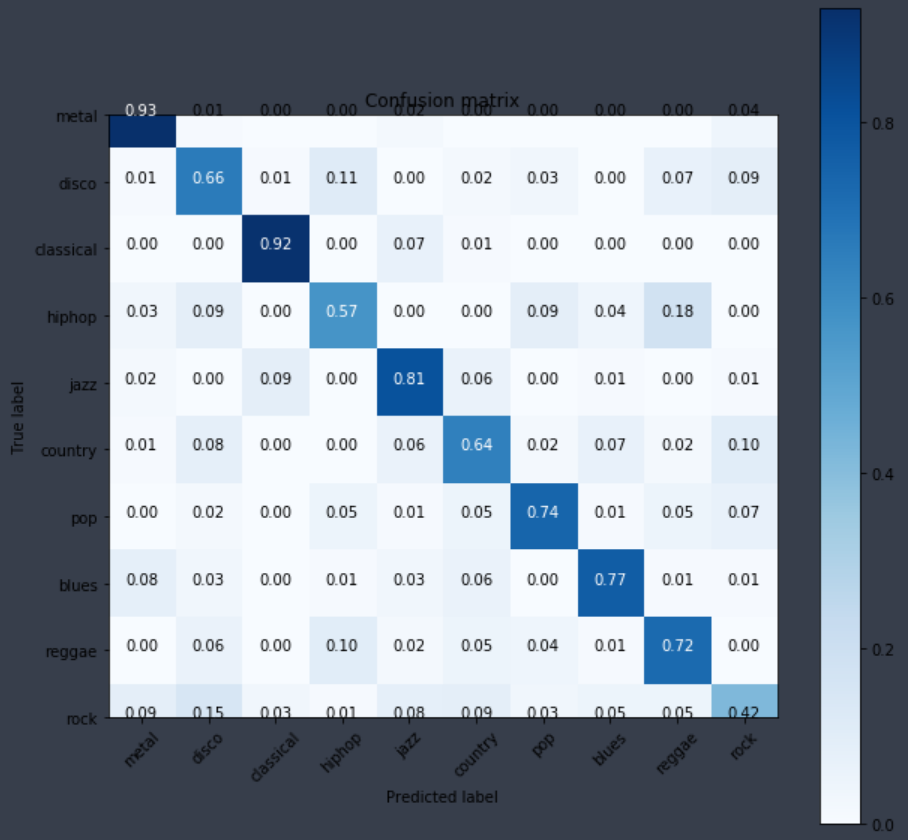 Confusion matrix
metal 0.93 0.01 0.00 0.00 0.02 0.00 0.00 0.00 0.00 0.04
disco 0.01 0.66 0.01 0.11 0.00 0.02 0.03 0.00 0.07 0.09
classical 0.00 0.00 0.92 0.00 0.07 0.01 0.00 0.00 0.00 0.00
hiphop 0.03 0.09 0.00 0.57 0.00 0.00 0.09 0.04 0.18 0.00
jazz 0.02 0.00 0.09 0.00 0.81 0.06 0.00 0.01 0.00 0.01
country 0.01 0.08 0.00 0.00 0.06 0.64 0.02 0.07 0.02 0.10
pop 0.00 0.02 0.00 0.05 0.01 0.05 0.74 0.01 0.05 0.07
blues 0.08 0.03 0.00 0.01 0.03 0.06 0.00 0.77 0.01 0.01
reggae 0.00 0.06 0.00 0.10 0.02 0.05 0.04 0.01 0.72 0.00
rock 0.09 0.15 0.03 0.01 0.08 0.09 0.03 0.05 0.05 0.42
metal disco classical hiphop jazz country pop blues reggae rock
Predicted label
True label
0.8
0.6
0.4
0.2
0.0